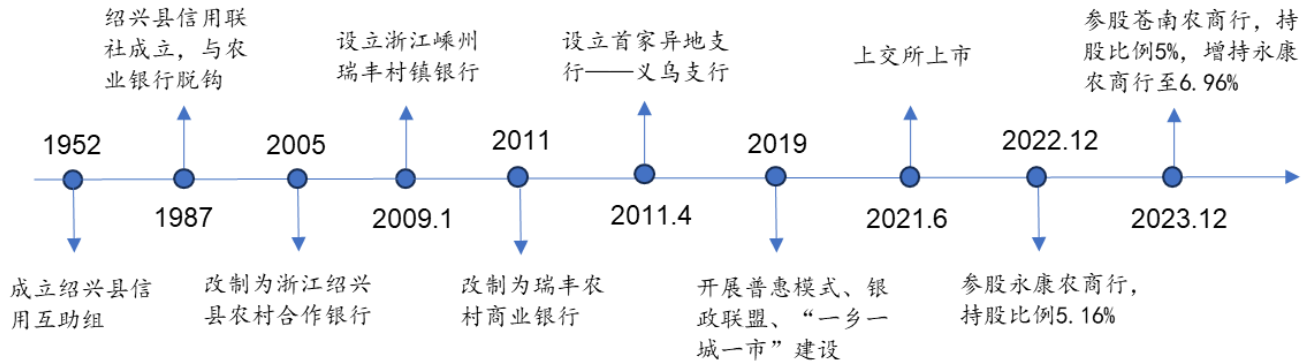 绍兴县信用联
社成立，与农
业银行脱钩
设立浙江嵊州
瑞丰村镇银行
设立首家异地支
行——义乌支行
上交所上市
参股苍南农商行，持
股比例5%，增持永康
农商行至6.96%
1952
2005
2011
2019
2022.12
1987
2009.1
2011.4
2021.6
2023.12
成立绍兴县信
用互助组
改制为浙江绍兴
县农村合作银行
改制为瑞丰农
村商业银行
开展普惠模式、银
政联盟、“一乡一
城一市”建设
参股永康农商行，
持股比例5.16%